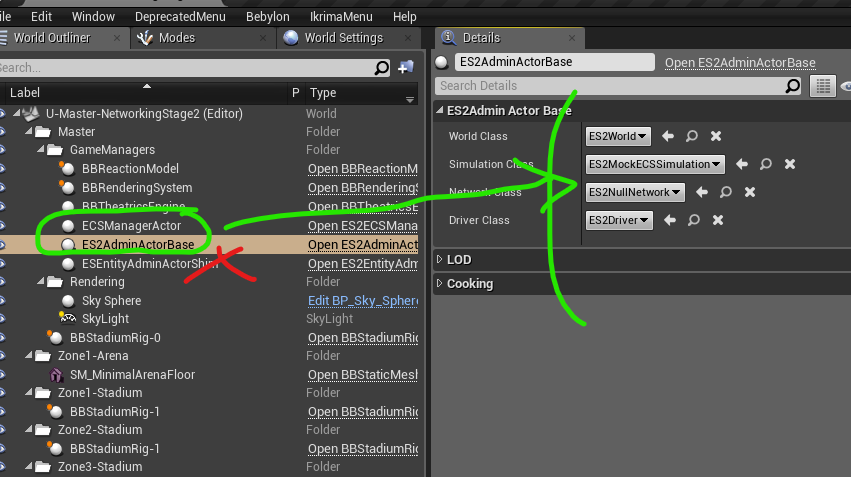 ile Edit Window DeprecatedMenu Bebylon IkrimaMenu Help
World Outliner Modes World Settings
Search...
Label P Type
U-Master-NetworkingStage2 (Editor) World
Master Folder
GameManagers Folder
BBReactionModel Open BBReactionM
BBRenderingSystem Open BBRendering
BBTheatricsEngine Open BBTheatrics
ECSManagerActor Open ES2ECSMana
ES2AdminActorBase Open ES2AdminAct
ESEntityAdminActorShim Open ES2EntityAdm
Rendering Folder
Sky Sphere Edit BP_Sky_Sphere
SkyLight SkyLight
BBStadiumRig-0 Open BBStadiumRig
Zone1-Arena Folder
SM_MinimalArenaFloor Open BBStaticMesh
Zone1-Stadium Folder
BBStadiumRig-1 Open BBStadiumRig
Zone2-Stadium Folder
BBStadiumRig-1 Open BBStadiumRig
Zone3-Stadium Folder
Details
ES2AdminActorBase Open ES2AdminActorBase
Search Details
ES2Admin Actor Base
World Class ES2World
Simulation Class ES2MockECSSimulation
Network Class ES2NullNetwork
Driver Class ES2Driver
LOD
Cooking